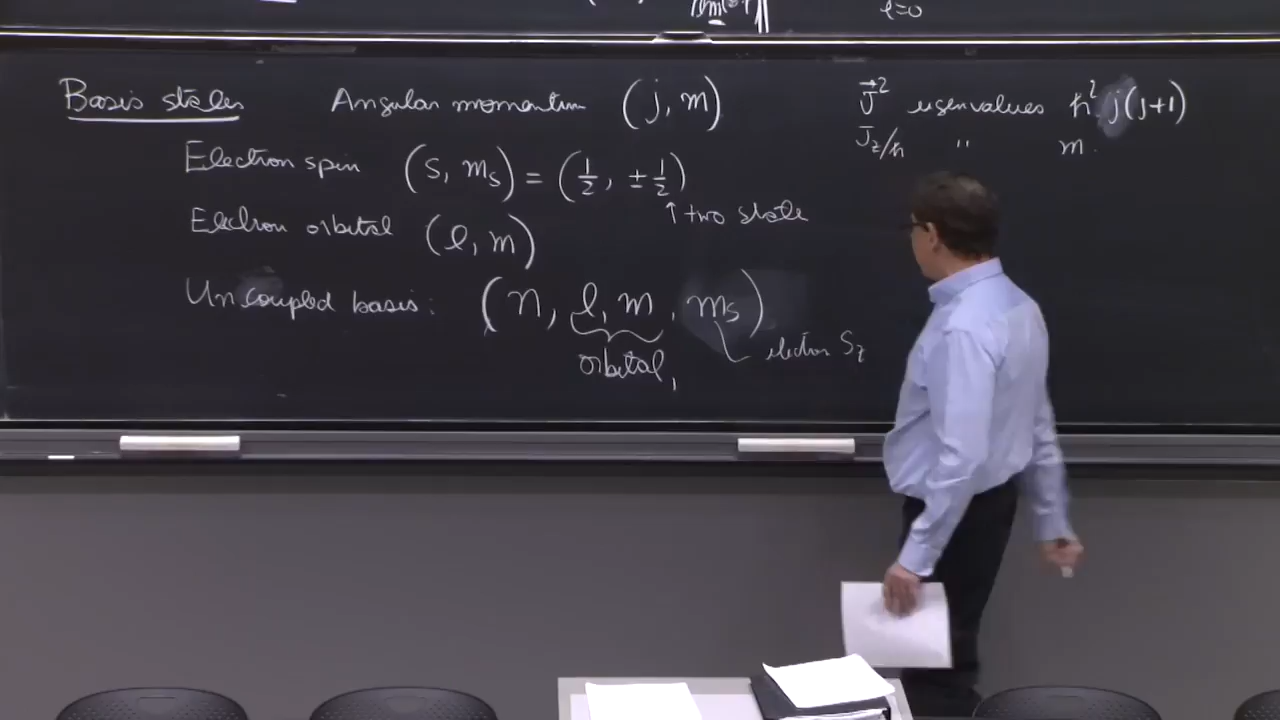 ℓ=0
Basis states Angular momentum (j, m) J⃗² eigenvalues ħ² j(j+1)
J_z/ħ " m.
Electron spin (s, m_s) = (1/2, ±1/2)
↑ two state
Electron orbital (ℓ, m)
Uncoupled basis: (n, ℓ, m, m_s)
orbital, electron S_z